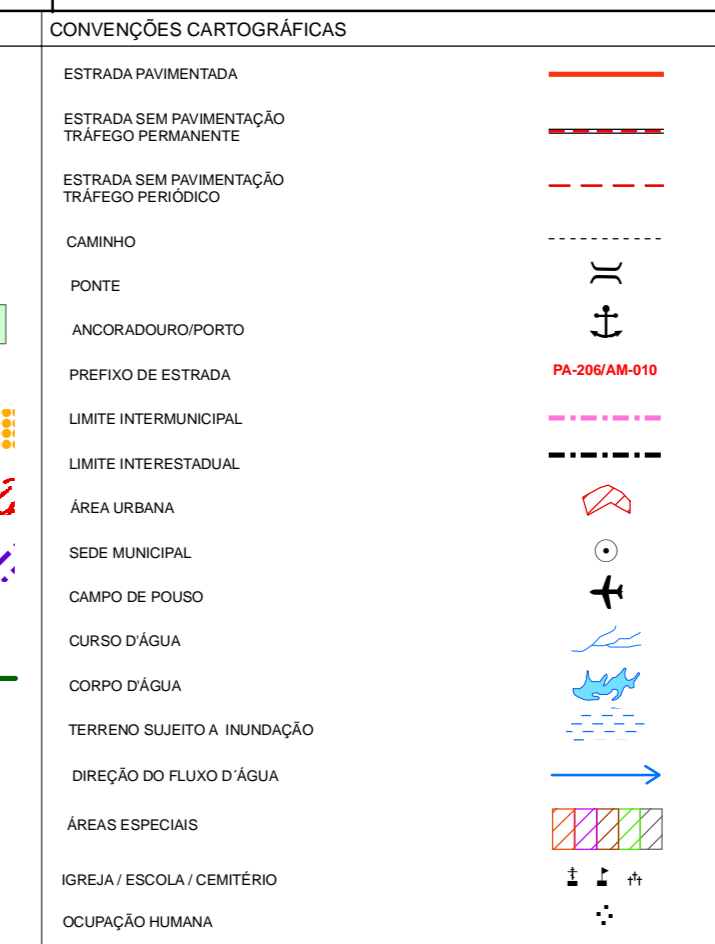 CONVENÇÕES CARTOGRÁFICAS
ESTRADA PAVIMENTADA
ESTRADA SEM PAVIMENTAÇÃO
TRÁFEGO PERMANENTE
ESTRADA SEM PAVIMENTAÇÃO
TRÁFEGO PERIÓDICO
CAMINHO
PONTE
ANCORADOURO/PORTO
PREFIXO DE ESTRADA PA-206/AM-010
LIMITE INTERMUNICIPAL
LIMITE INTERESTADUAL
ÁREA URBANA
SEDE MUNICIPAL
CAMPO DE POUSO
CURSO D'ÁGUA
CORPO D'ÁGUA
TERRENO SUJEITO A INUNDAÇÃO
DIREÇÃO DO FLUXO D´ÁGUA
ÁREAS ESPECIAIS
IGREJA / ESCOLA / CEMITÉRIO
OCUPAÇÃO HUMANA